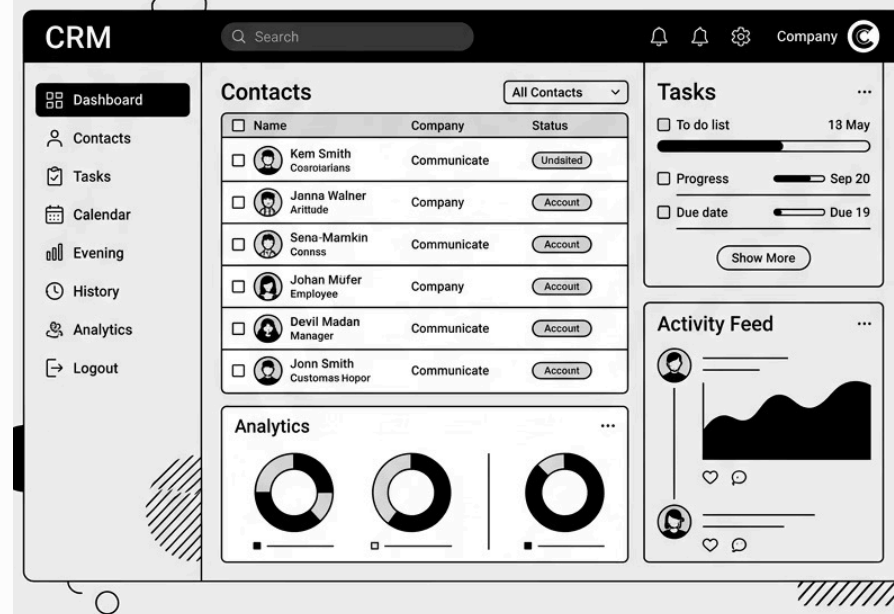 CRM
Search
Company
Dashboard
Contacts
Tasks
Calendar
Evening
History
Analytics
Logout
Contacts
All Contacts
Name Company Status
Kem Smith
Coarotarians
Communicate
Undsited
Janna Walner
Arittude
Company
Account
Sena-Mamkin
Connss
Communicate
Account
Johan Mufer
Employee
Company
Account
Devil Madan
Manager
Communicate
Account
Jonn Smith
Customas Hopor
Communicate
Account
Analytics
Tasks
To do list 13 May
Progress Sep 20
Due date Due 19
Show More
Activity Feed